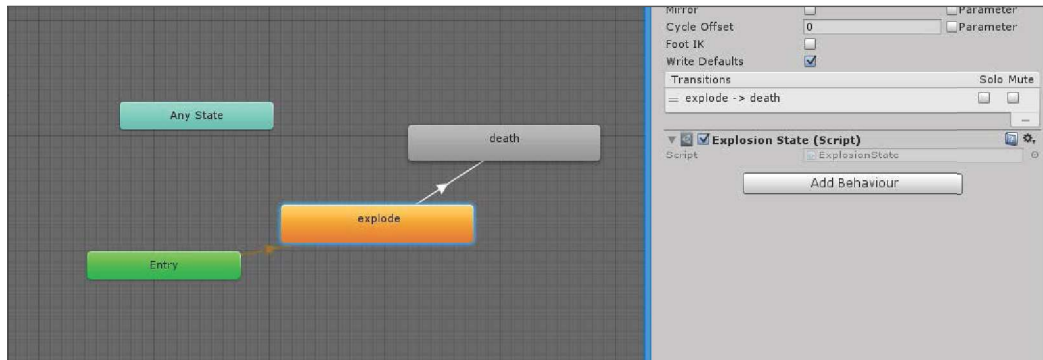 Any State
death
explode
Entry
Mirror Parameter
Cycle Offset 0 Parameter
Foot IK
Write Defaults
Transitions Solo Mute
explode -> death
Explosion State (Script)
Script ExplosionState
Add Behaviour